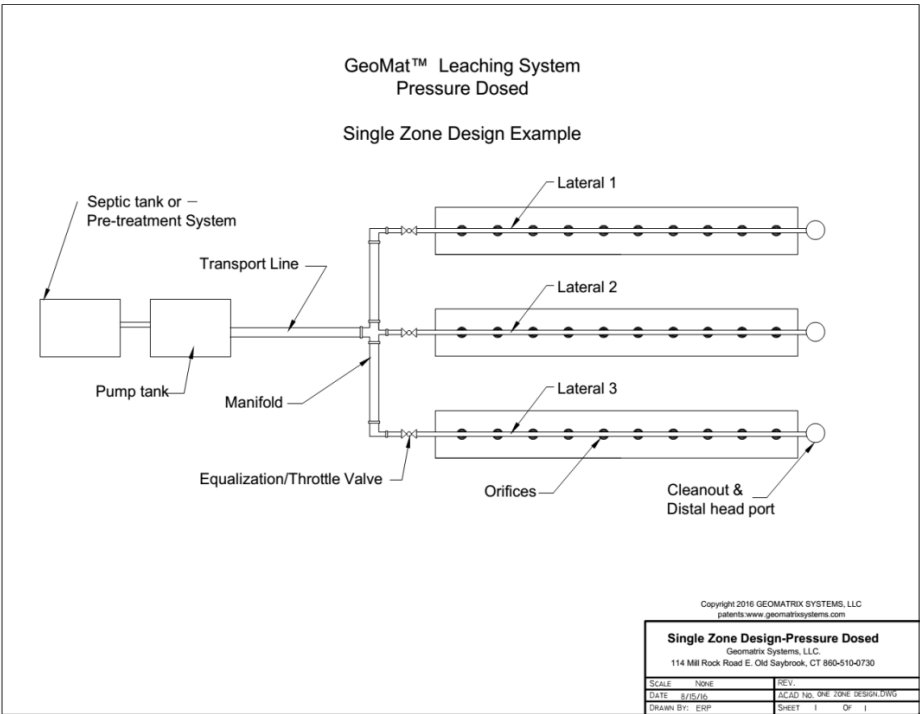 GeoMat™ Leaching System
Pressure Dosed
Single Zone Design Example
Septic tank or
Pre-treatment System
Transport Line
Pump tank
Manifold
Equalization/Throttle Valve
Lateral 1
Lateral 2
Lateral 3
Orifices
Cleanout &
Distal head port
Copyright 2016 GEOMATRIX SYSTEMS, LLC
patents:www.geomatrixsystems.com
Single Zone Design-Pressure Dosed
Geomatrix Systems, LLC.
114 Mill Rock Road E. Old Saybrook, CT 860-510-0730
SCALE NONE REV.
DATE 8/15/16 ACAD No. ONE ZONE DESIGN.DWG
DRAWN BY: ERP SHEET 1 OF 1